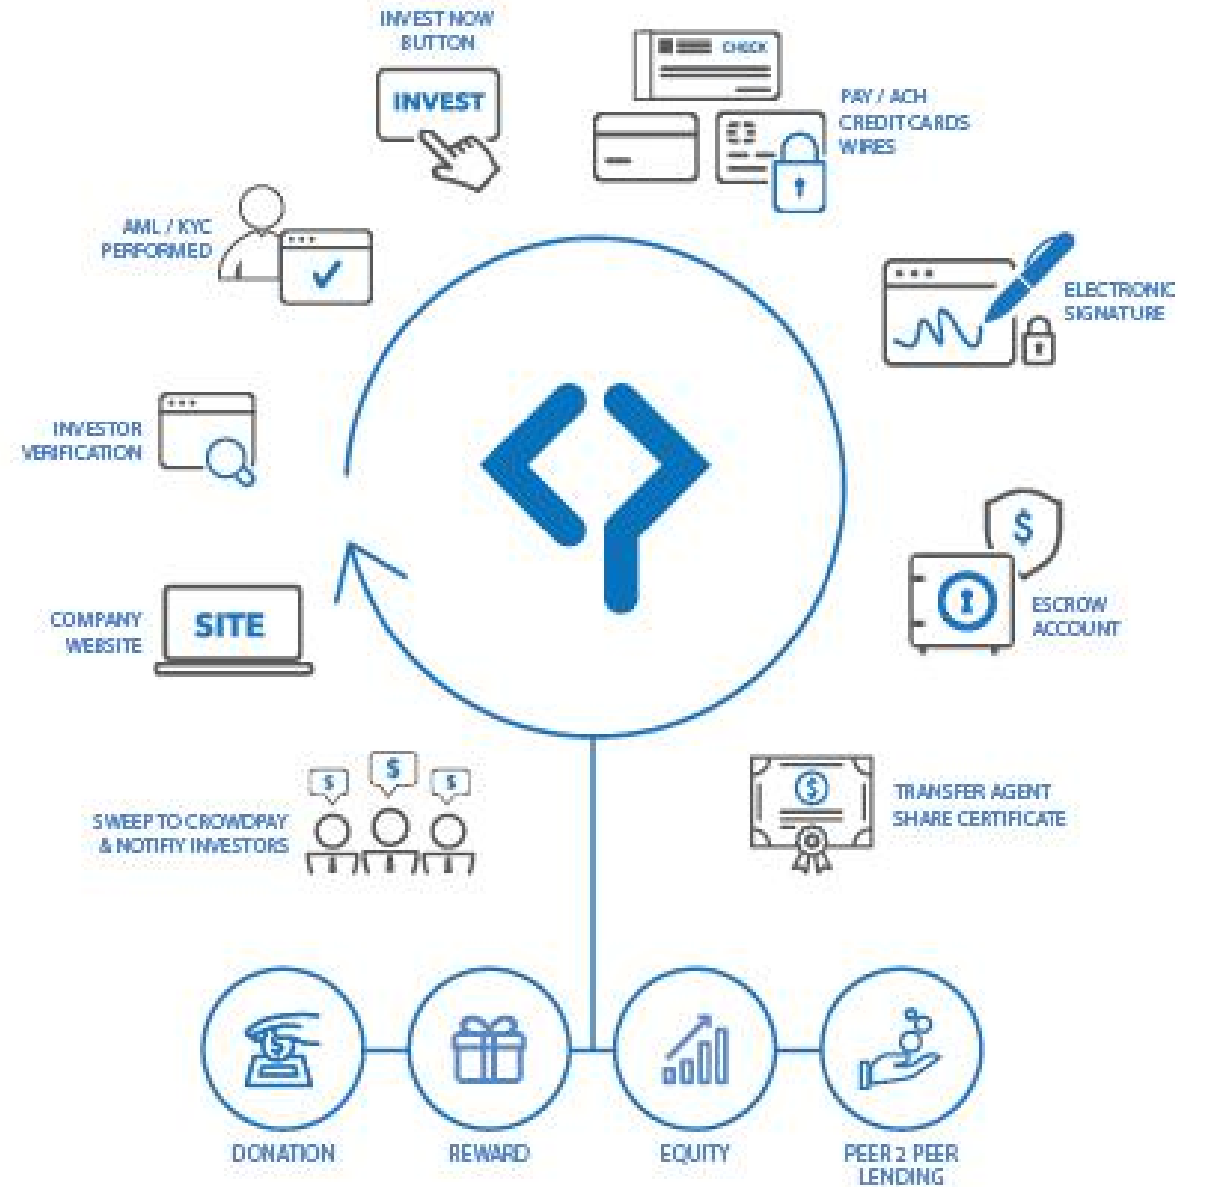 INVEST NOW
BUTTON
INVEST
CHECK
PAY / ACH
CREDIT CARDS
WIRES
AML / KYC
PERFORMED
ELECTRONIC
SIGNATURE
INVESTOR
VERIFICATION
$
ESCROW
ACCOUNT
COMPANY
WEBSITE
SITE
$ $ $
SWEEP TO CROWDPAY
& NOTIFIY INVESTORS
$
TRANSFER AGENT
SHARE CERTIFICATE
$
DONATION
REWARD
EQUITY
PEER 2 PEER
LENDING